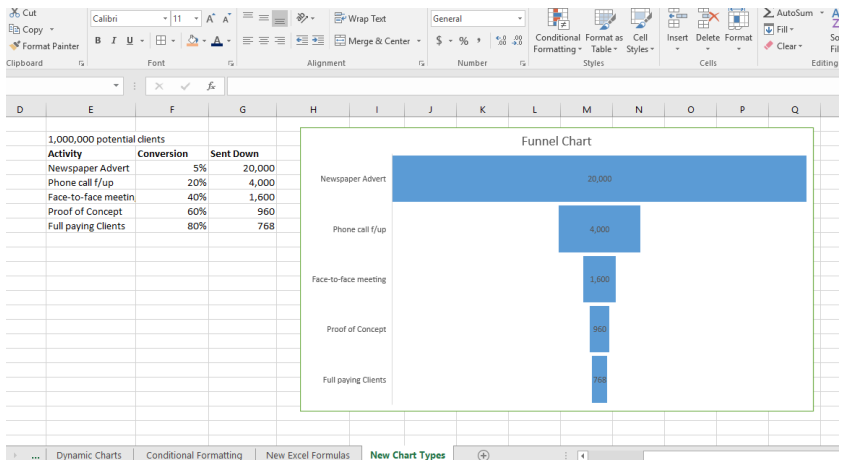 Cut
Copy
Format Painter
Clipboard
Calibri 11 A A
B I U A
Font
Wrap Text
Merge & Center
Alignment
General
$ % , .00 .0
Number
Conditional Formatting
Format as Table
Cell Styles
Styles
Insert Delete Format
Cells
AutoSum
Fill
Clear
Editing
fx
D E F G H I J K L M N O P Q
1,000,000 potential clients
Activity Conversion Sent Down
Newspaper Advert 5% 20,000
Phone call f/up 20% 4,000
Face-to-face meetin 40% 1,600
Proof of Concept 60% 960
Full paying Clients 80% 768
Funnel Chart
Newspaper Advert 20,000
Phone call f/up 4,000
Face-to-face meeting 1,600
Proof of Concept 960
Full paying Clients 768
... Dynamic Charts Conditional Formatting New Excel Formulas New Chart Types